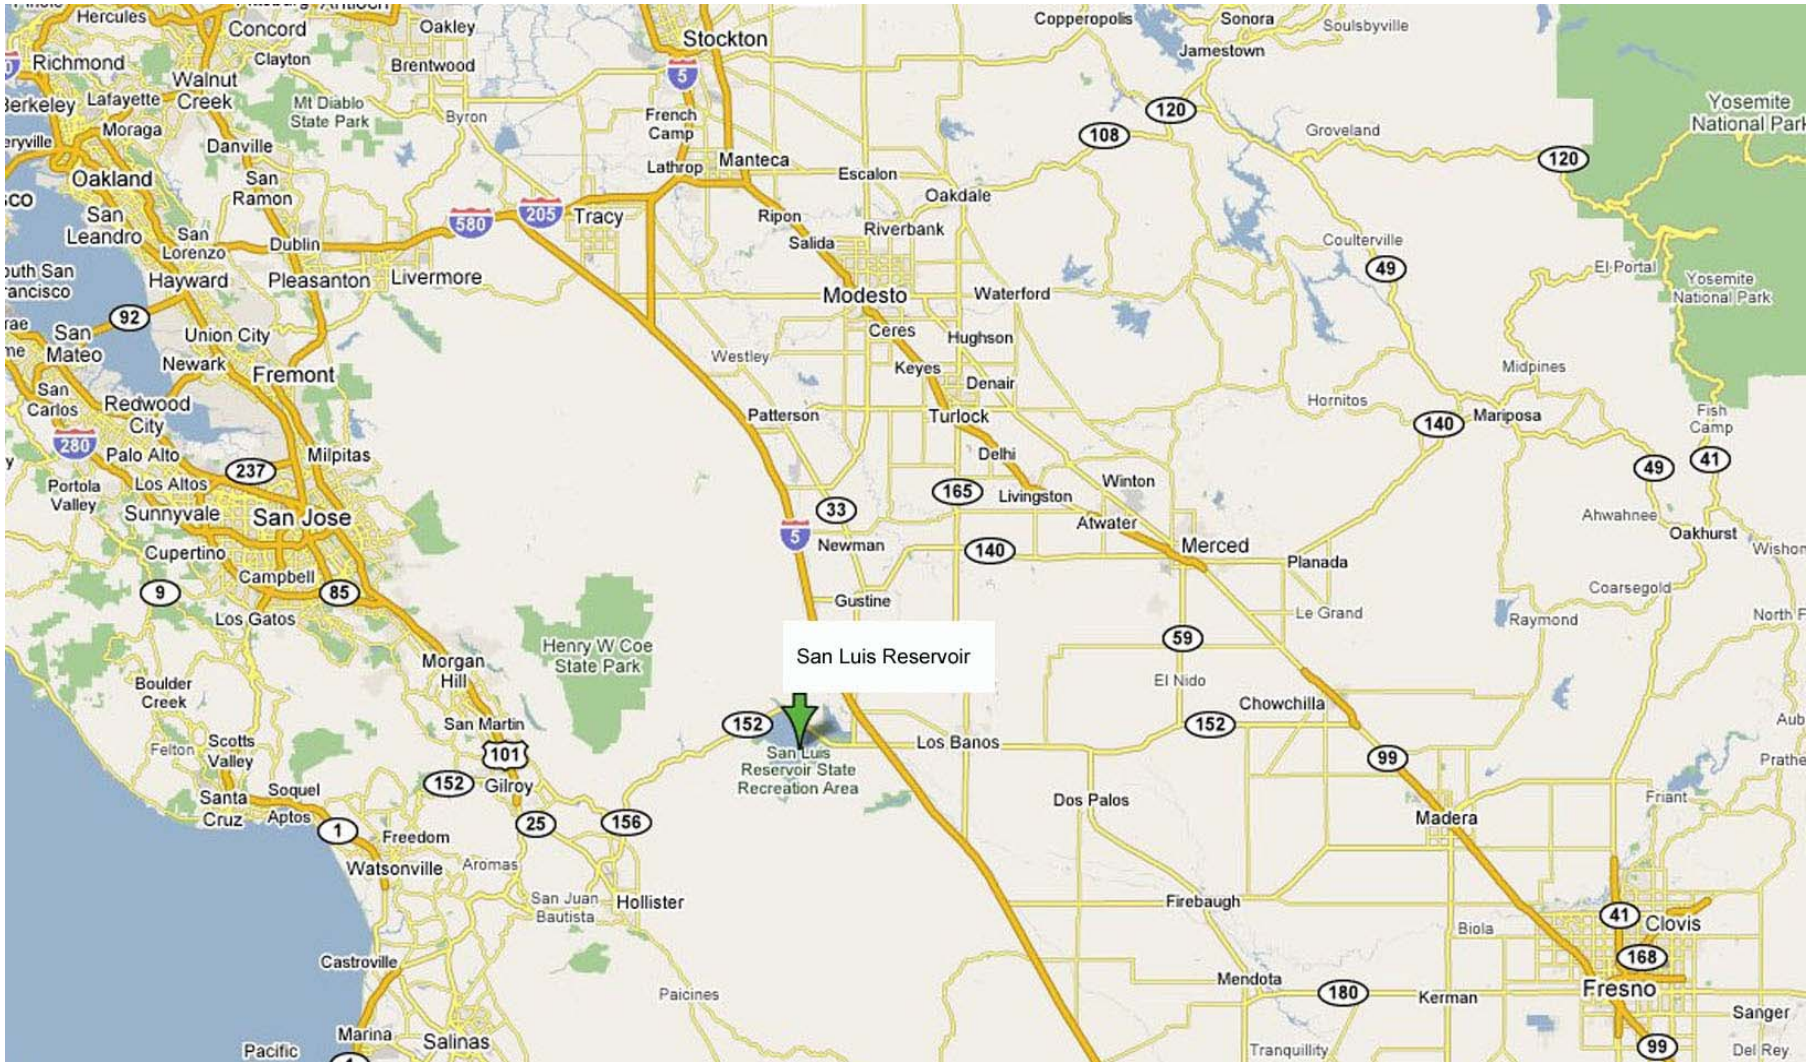 Hercules
Concord
Oakley
Stockton
Copperopolis
Sonora
Soulsbyville
Jamestown
Richmond
Clayton
Walnut
Creek
Brentwood
5
Yosemite
National Park
Berkeley
Lafayette
Mt Diablo
State Park
Byron
French
Camp
120
108
Groveland
Moraga
Danville
Lathrop
Manteca
120
Oakland
San
Ramon
Escalon
Oakdale
San
Leandro
580
205
Tracy
Ripon
Riverbank
San
Lorenzo
Dublin
Salida
Coulterville
49
El Portal
Hayward
Pleasanton
Livermore
Modesto
Waterford
Yosemite
National Park
92
Union City
Ceres
Hughson
San
Mateo
Newark
Fremont
Westley
Keyes
Denair
Midpines
San
Carlos
Redwood
City
Patterson
Turlock
Hornitos
140
Mariposa
Fish
Camp
280
Palo Alto
Milpitas
Delhi
49
41
237
Los Altos
Portola
Valley
165
Livingston
Winton
Sunnyvale
San Jose
33
Atwater
Ahwahnee
Oakhurst
5
Newman
140
Merced
Planada
Wishon
Cupertino
Campbell
9
85
Coarsegold
Gustine
Le Grand
Raymond
North F
Los Gatos
Henry W Coe
State Park
San Luis Reservoir
59
Morgan
Hill
El Nido
Boulder
Creek
Chowchilla
San Martin
152
152
Felton
Scotts
Valley
101
San Luis
Reservoir State
Recreation Area
Los Banos
99
Prathe
152
Gilroy
Santa
Cruz
Soquel
Aptos
Dos Palos
Friant
1
Freedom
25
156
Madera
Watsonville
Aromas
San Juan
Bautista
Hollister
Firebaugh
41
Clovis
Biola
168
Castroville
Paicines
Mendota
180
Kerman
Fresno
Sanger
Marina
Salinas
Pacific
Tranquillity
99
Del Rey